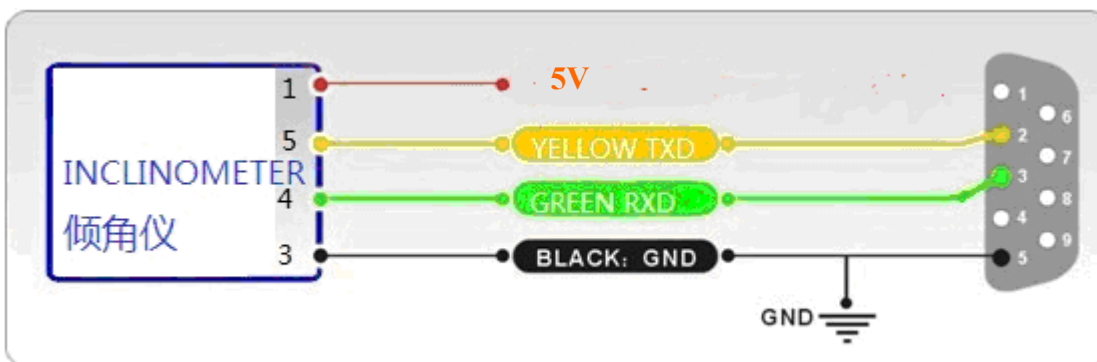 1
5V
5
YELLOW TXD
INCLINOMETER
4
GREEN RXD
倾角仪
3
BLACK: GND
GND
1
6
2
7
3
8
4
9
5